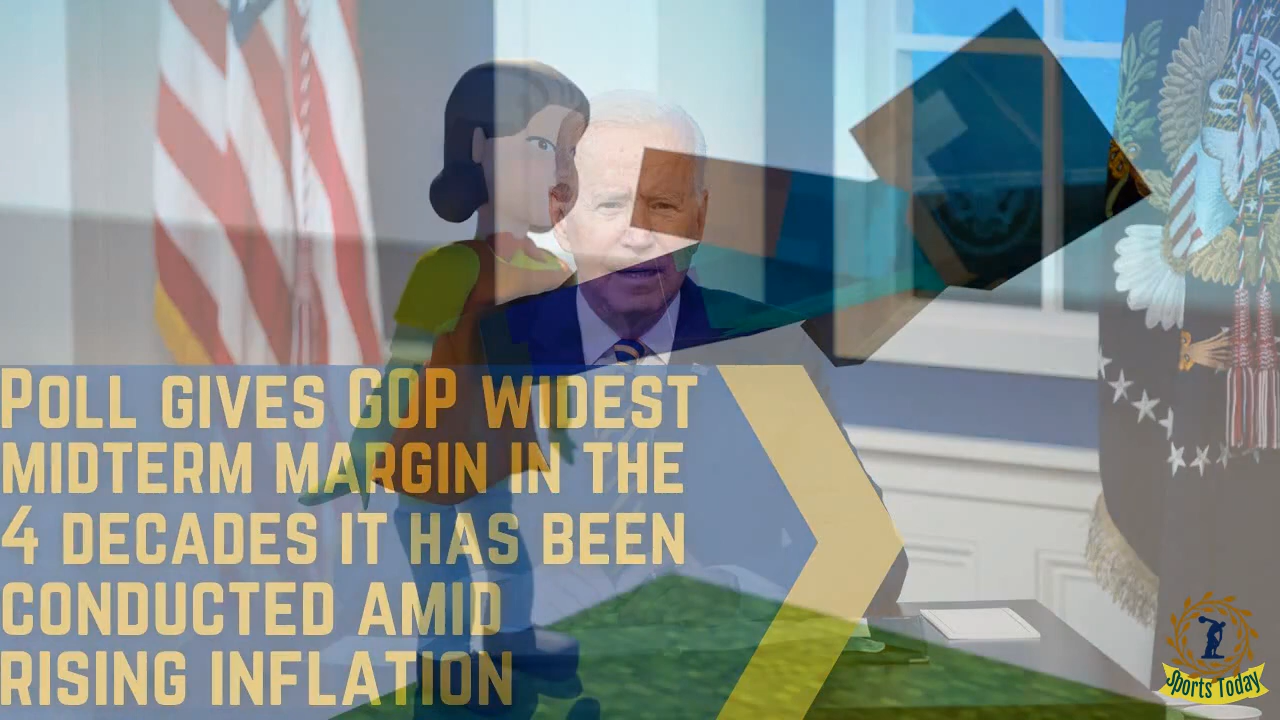 Poll gives GOP widest
midterm margin in the
4 decades it has been
conducted amid
rising inflation
Sports Today